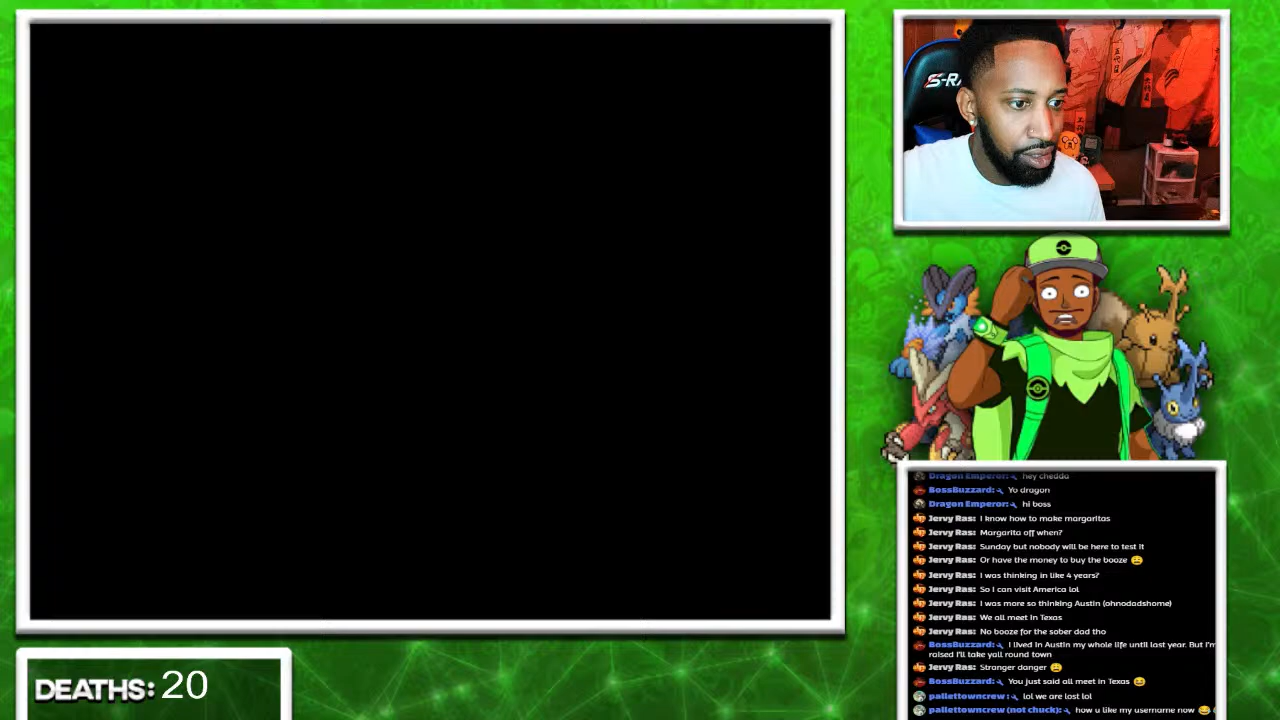 S-RA
Dragon Emperor: hey chedda
BossBuzzard: Yo dragon
Dragon Emperor: hi boss
Jervy Ras: I know how to make margaritas
Jervy Ras: Margarita off when?
Jervy Ras: Sunday but nobody will be here to test it
Jervy Ras: Or have the money to buy the booze 😩
Jervy Ras: I was thinking in like 4 years?
Jervy Ras: So I can visit America lol
Jervy Ras: I was more so thinking Austin (ohnodadshome)
Jervy Ras: We all meet in Texas
Jervy Ras: No booze for the sober dad tho
BossBuzzard: I lived in Austin my whole life until last year. But I'm
raised I'll take yall round town
Jervy Ras: Stranger danger 😩
BossBuzzard: You just said all meet in Texas 😆
pallettowncrew: lol we are lost lol
pallettowncrew (not chuck): how u like my username now 😂
DEATHS: 20